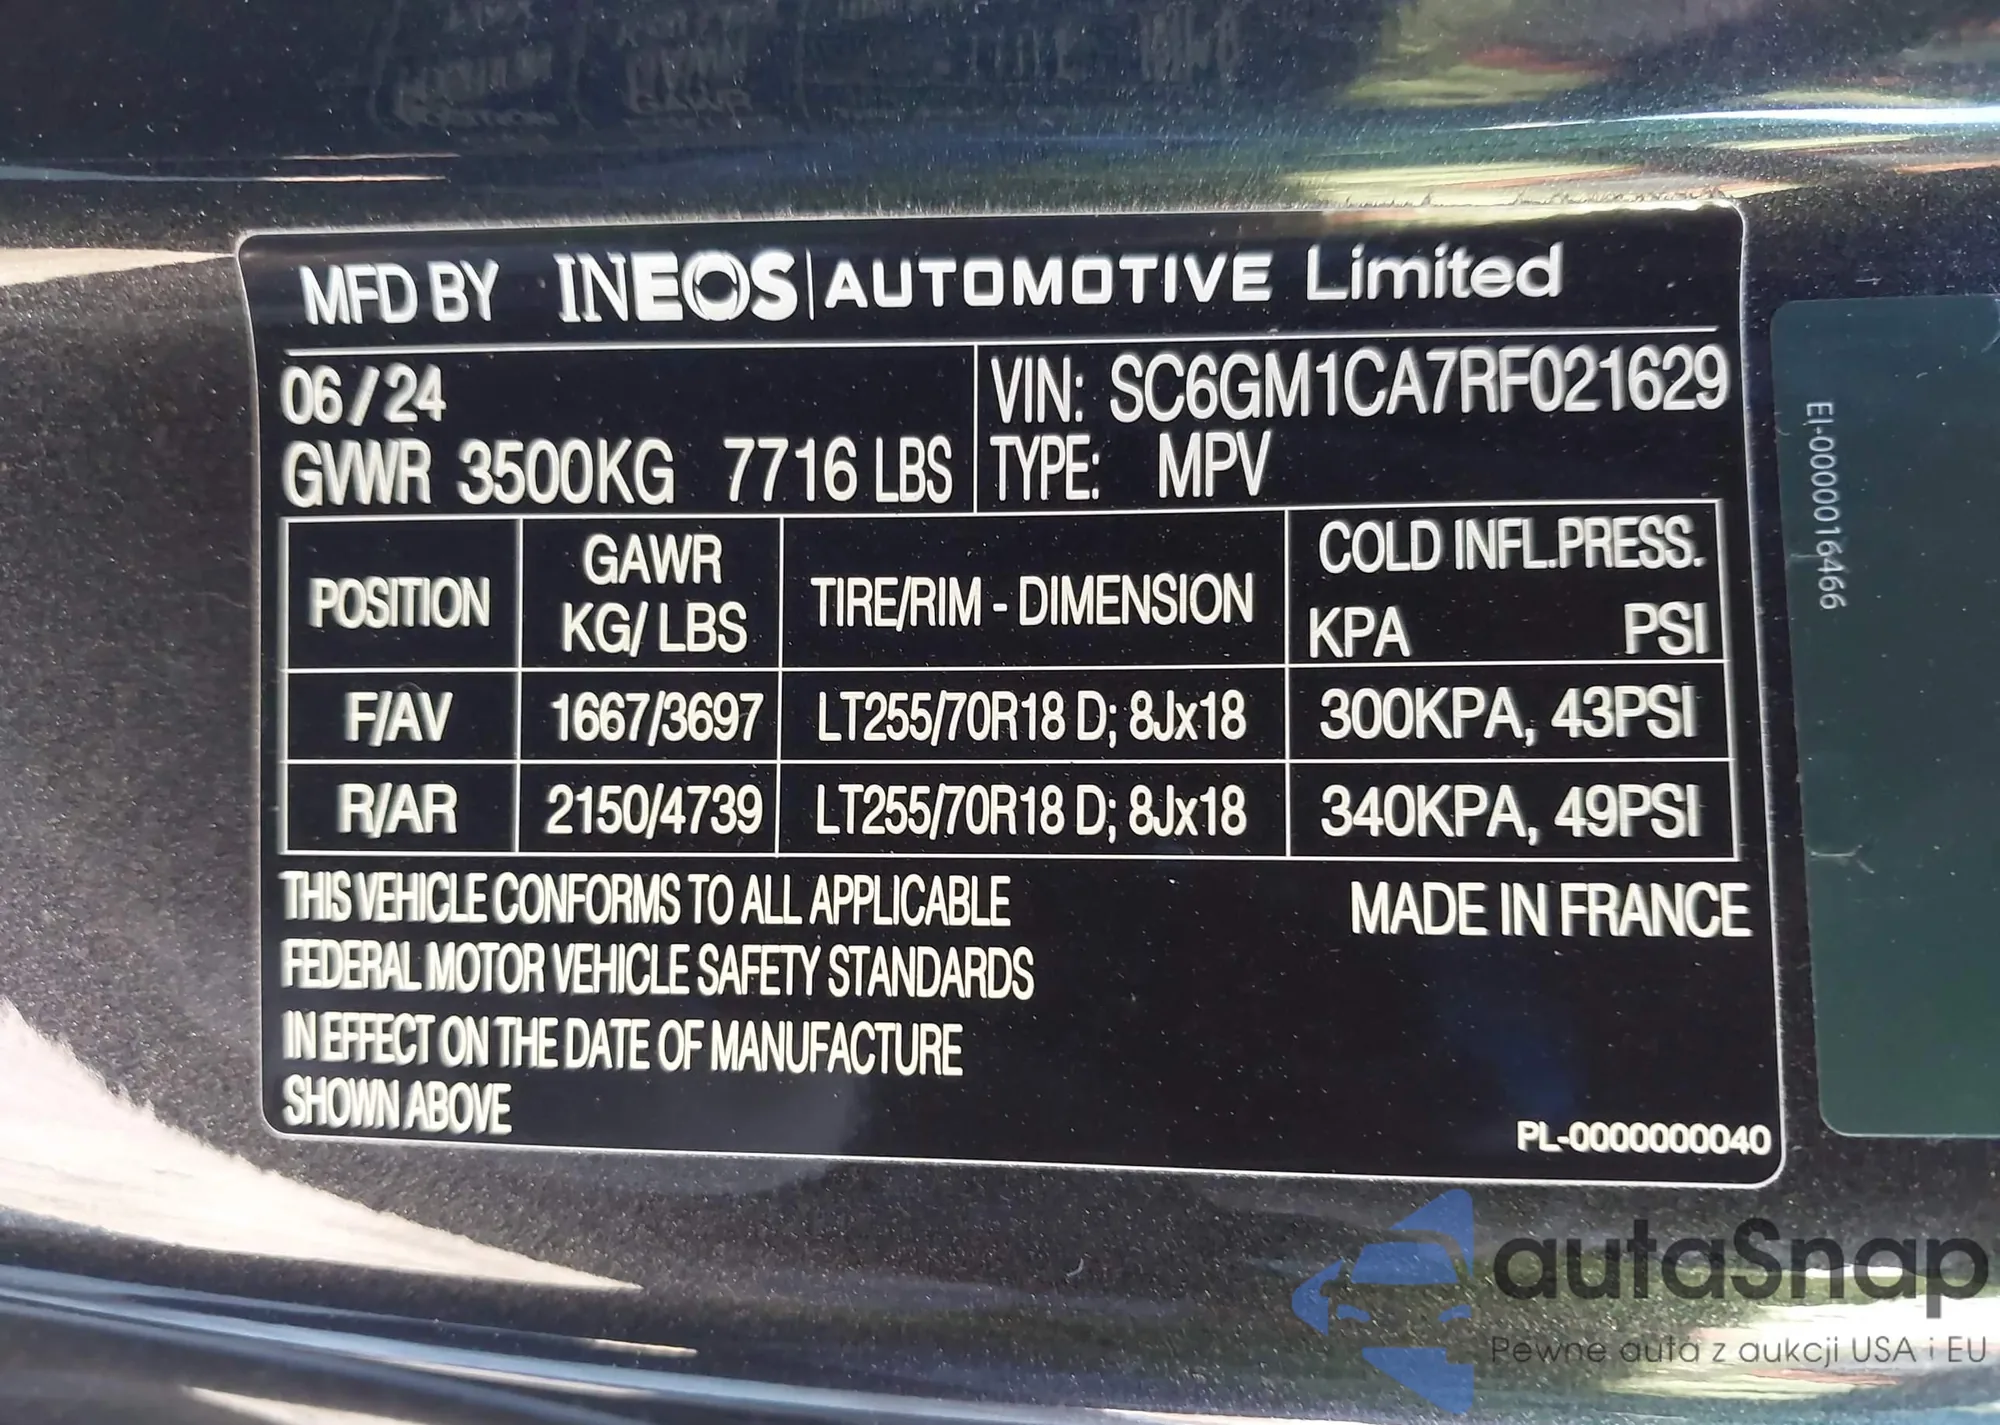 MFD BY INEOS | AUTOMOTIVE Limited
06/24
VIN: SC6GM1CA7RF021629
GVWR 3500KG 7716 LBS
TYPE: MPV
POSITION GAWR KG/ LBS TIRE/RIM - DIMENSION COLD INFL.PRESS. KPA PSI
F/AV 1667/3697 LT255/70R18 D; 8Jx18 300KPA, 43PSI
R/AR 2150/4739 LT255/70R18 D; 8Jx18 340KPA, 49PSI
THIS VEHICLE CONFORMS TO ALL APPLICABLE
FEDERAL MOTOR VEHICLE SAFETY STANDARDS
IN EFFECT ON THE DATE OF MANUFACTURE
SHOWN ABOVE
MADE IN FRANCE
PL-0000000040
EI-000016466
autaSnap
Pewne auta z aukcji USA i EU